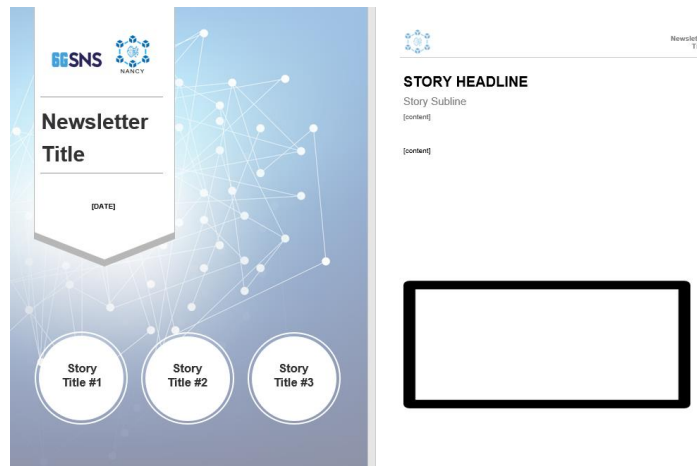 6GSNS
NANCY
Newsletter
Title
[DATE]
Story
Title #1
Story
Title #2
Story
Title #3
STORY HEADLINE
Story Subline
[content]
[content]